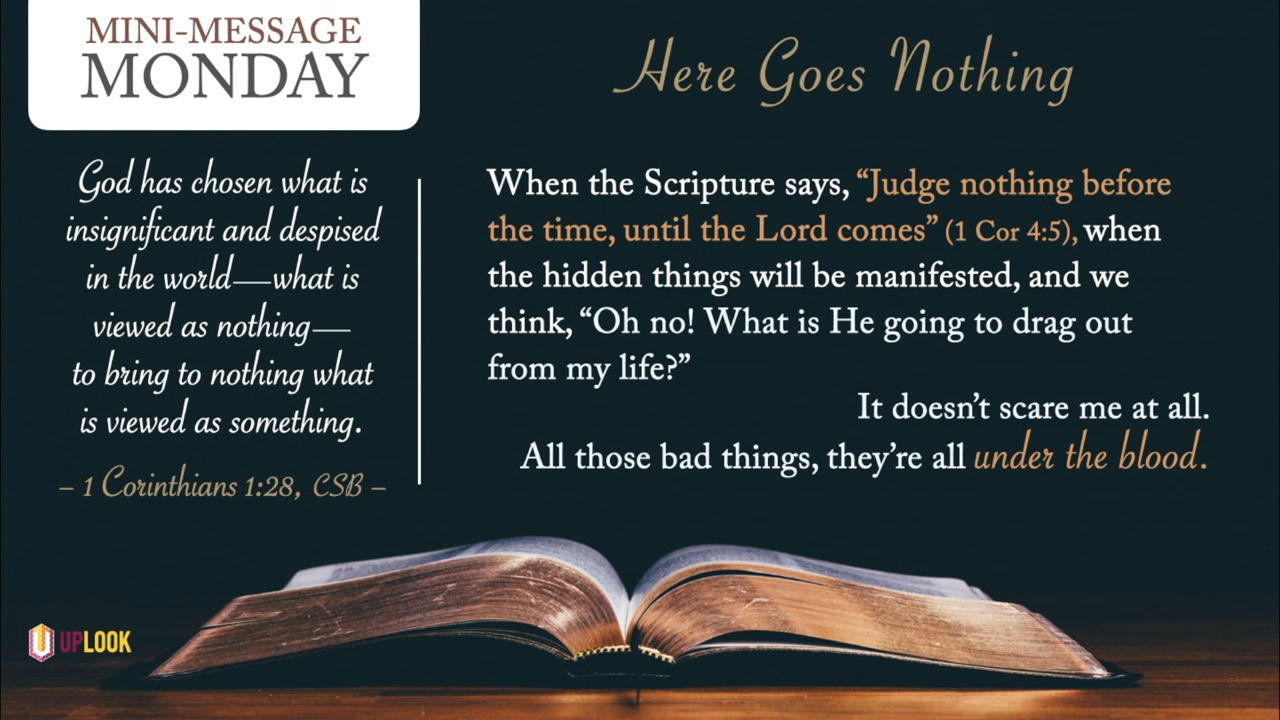 MINI-MESSAGE
MONDAY
Here Goes Nothing
God has chosen what is
insignificant and despised
in the world—what is
viewed as nothing—
to bring to nothing what
is viewed as something.
– 1 Corinthians 1:28, CSB –
When the Scripture says, “Judge nothing before
the time, until the Lord comes” (1 Cor 4:5), when
the hidden things will be manifested, and we
think, “Oh no! What is He going to drag out
from my life?”
It doesn’t scare me at all.
All those bad things, they’re all under the blood.
UPLOOK